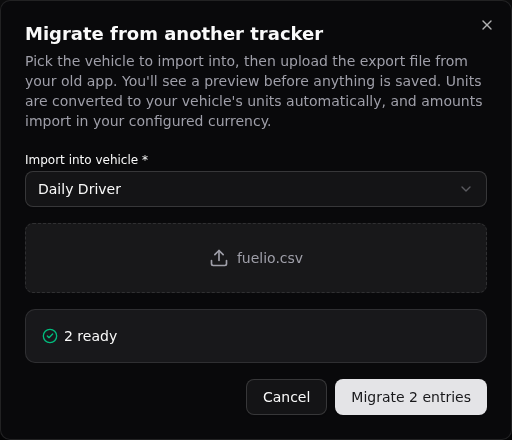 Migrate from another tracker
Pick the vehicle to import into, then upload the export file from
your old app. You'll see a preview before anything is saved. Units
are converted to your vehicle's units automatically, and amounts
import in your configured currency.
Import into vehicle *
Daily Driver
fuelio.csv
2 ready
Cancel
Migrate 2 entries